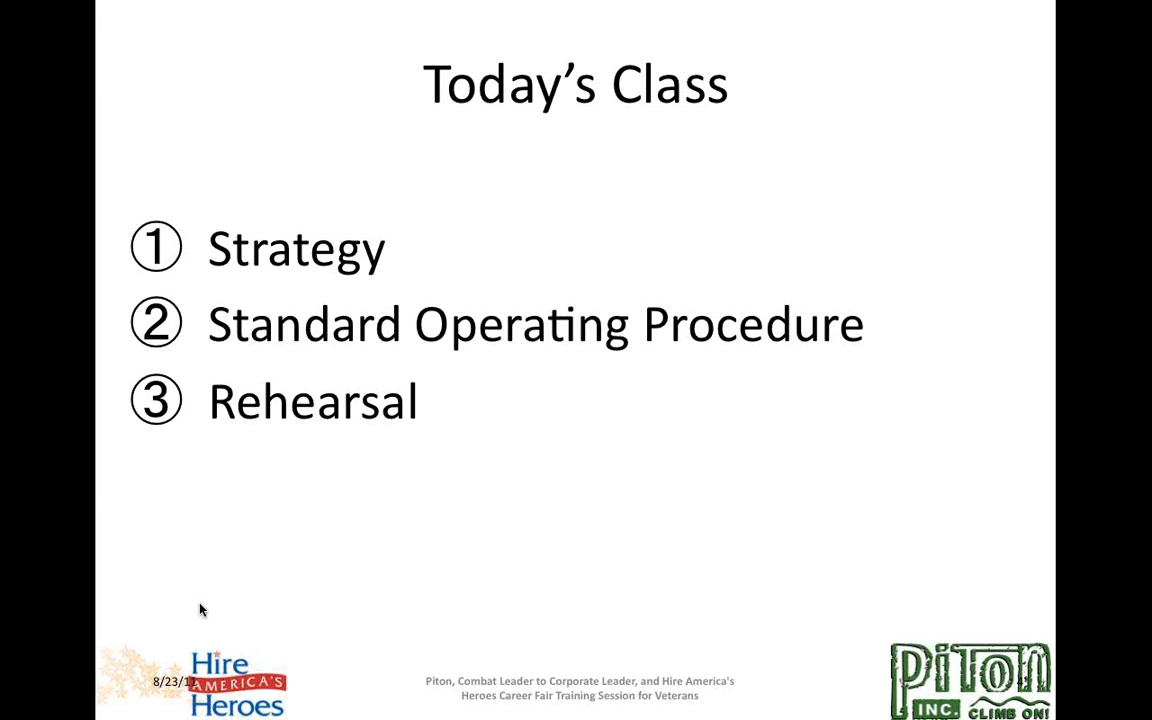 Today’s Class
① Strategy
② Standard Operating Procedure
③ Rehearsal
Hire
AMERICA'S
Heroes
8/23/1
Piton, Combat Leader to Corporate Leader, and Hire America's
Heroes Career Fair Training Session for Veterans
PiTon
INC. CLIMB ON!